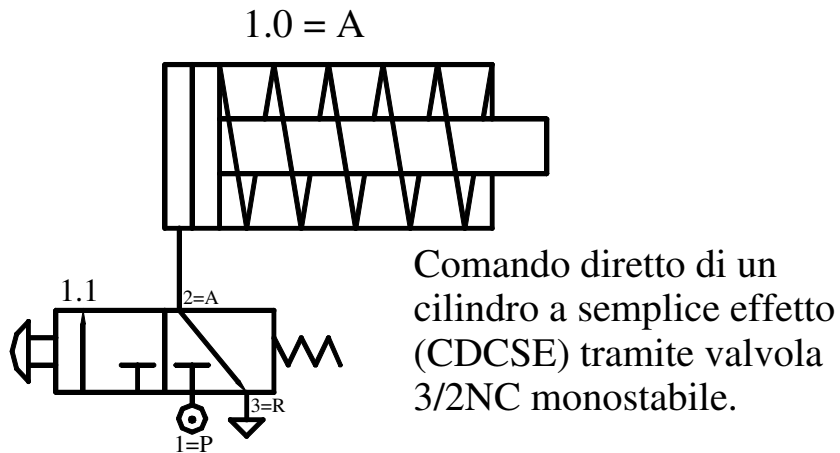 1.0 = A
1.1
2=A
3=R
1=P
Comando diretto di un
cilindro a semplice effetto
(CDCSE) tramite valvola
3/2NC monostabile.